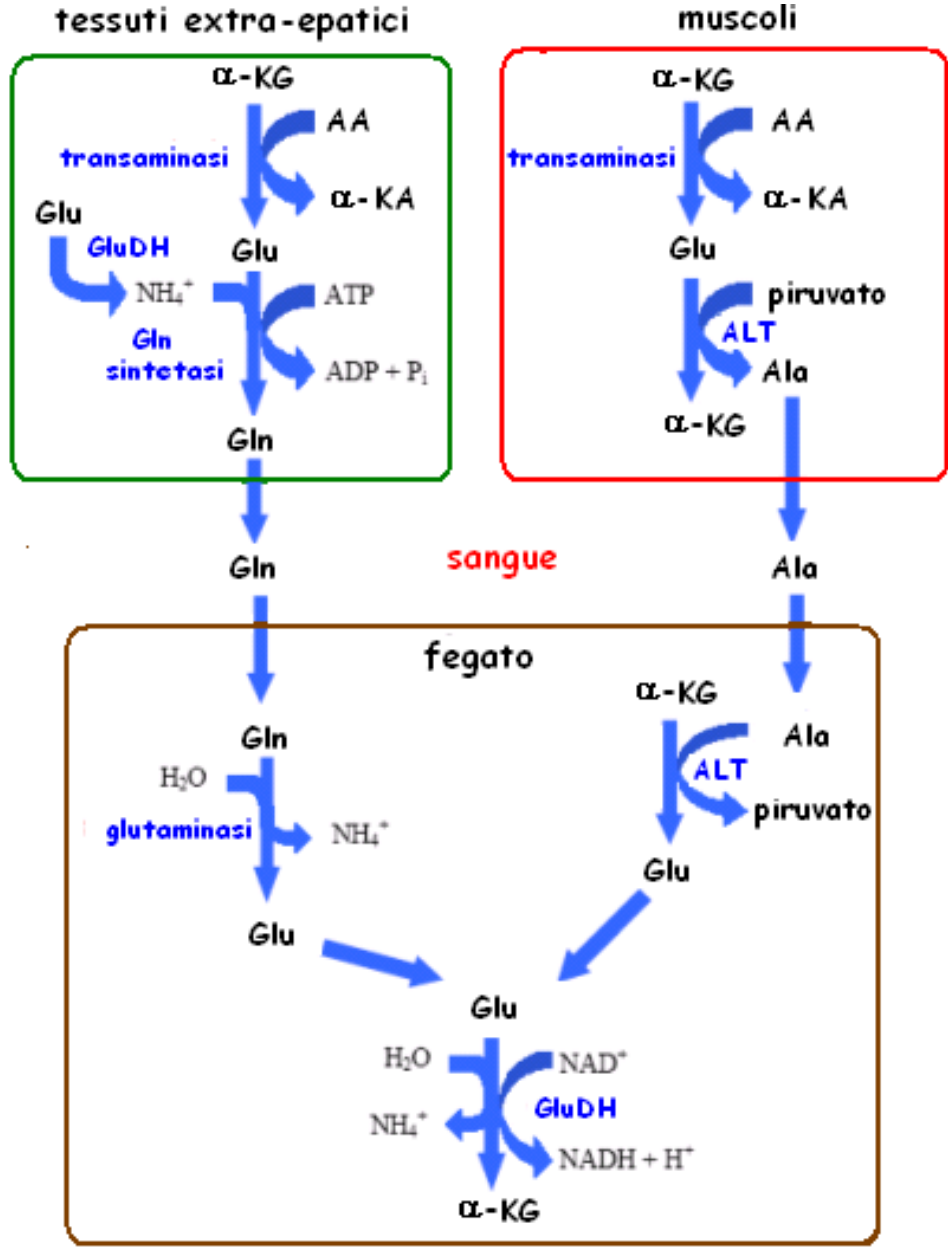 tessuti extra-epatici
α-KG
AA
transaminasi
α-KA
Glu
GluDH
Glu
NH₄⁺
ATP
Gln
sintetasi
ADP + Pᵢ
Gln
muscoli
α-KG
AA
transaminasi
α-KA
Glu
piruvato
ALT
Ala
α-KG
Gln
sangue
Ala
fegato
Gln
H₂O
glutaminasi
NH₄⁺
Glu
α-KG
Ala
ALT
piruvato
Glu
Glu
H₂O
NAD⁺
GluDH
NH₄⁺
NADH + H⁺
α-KG